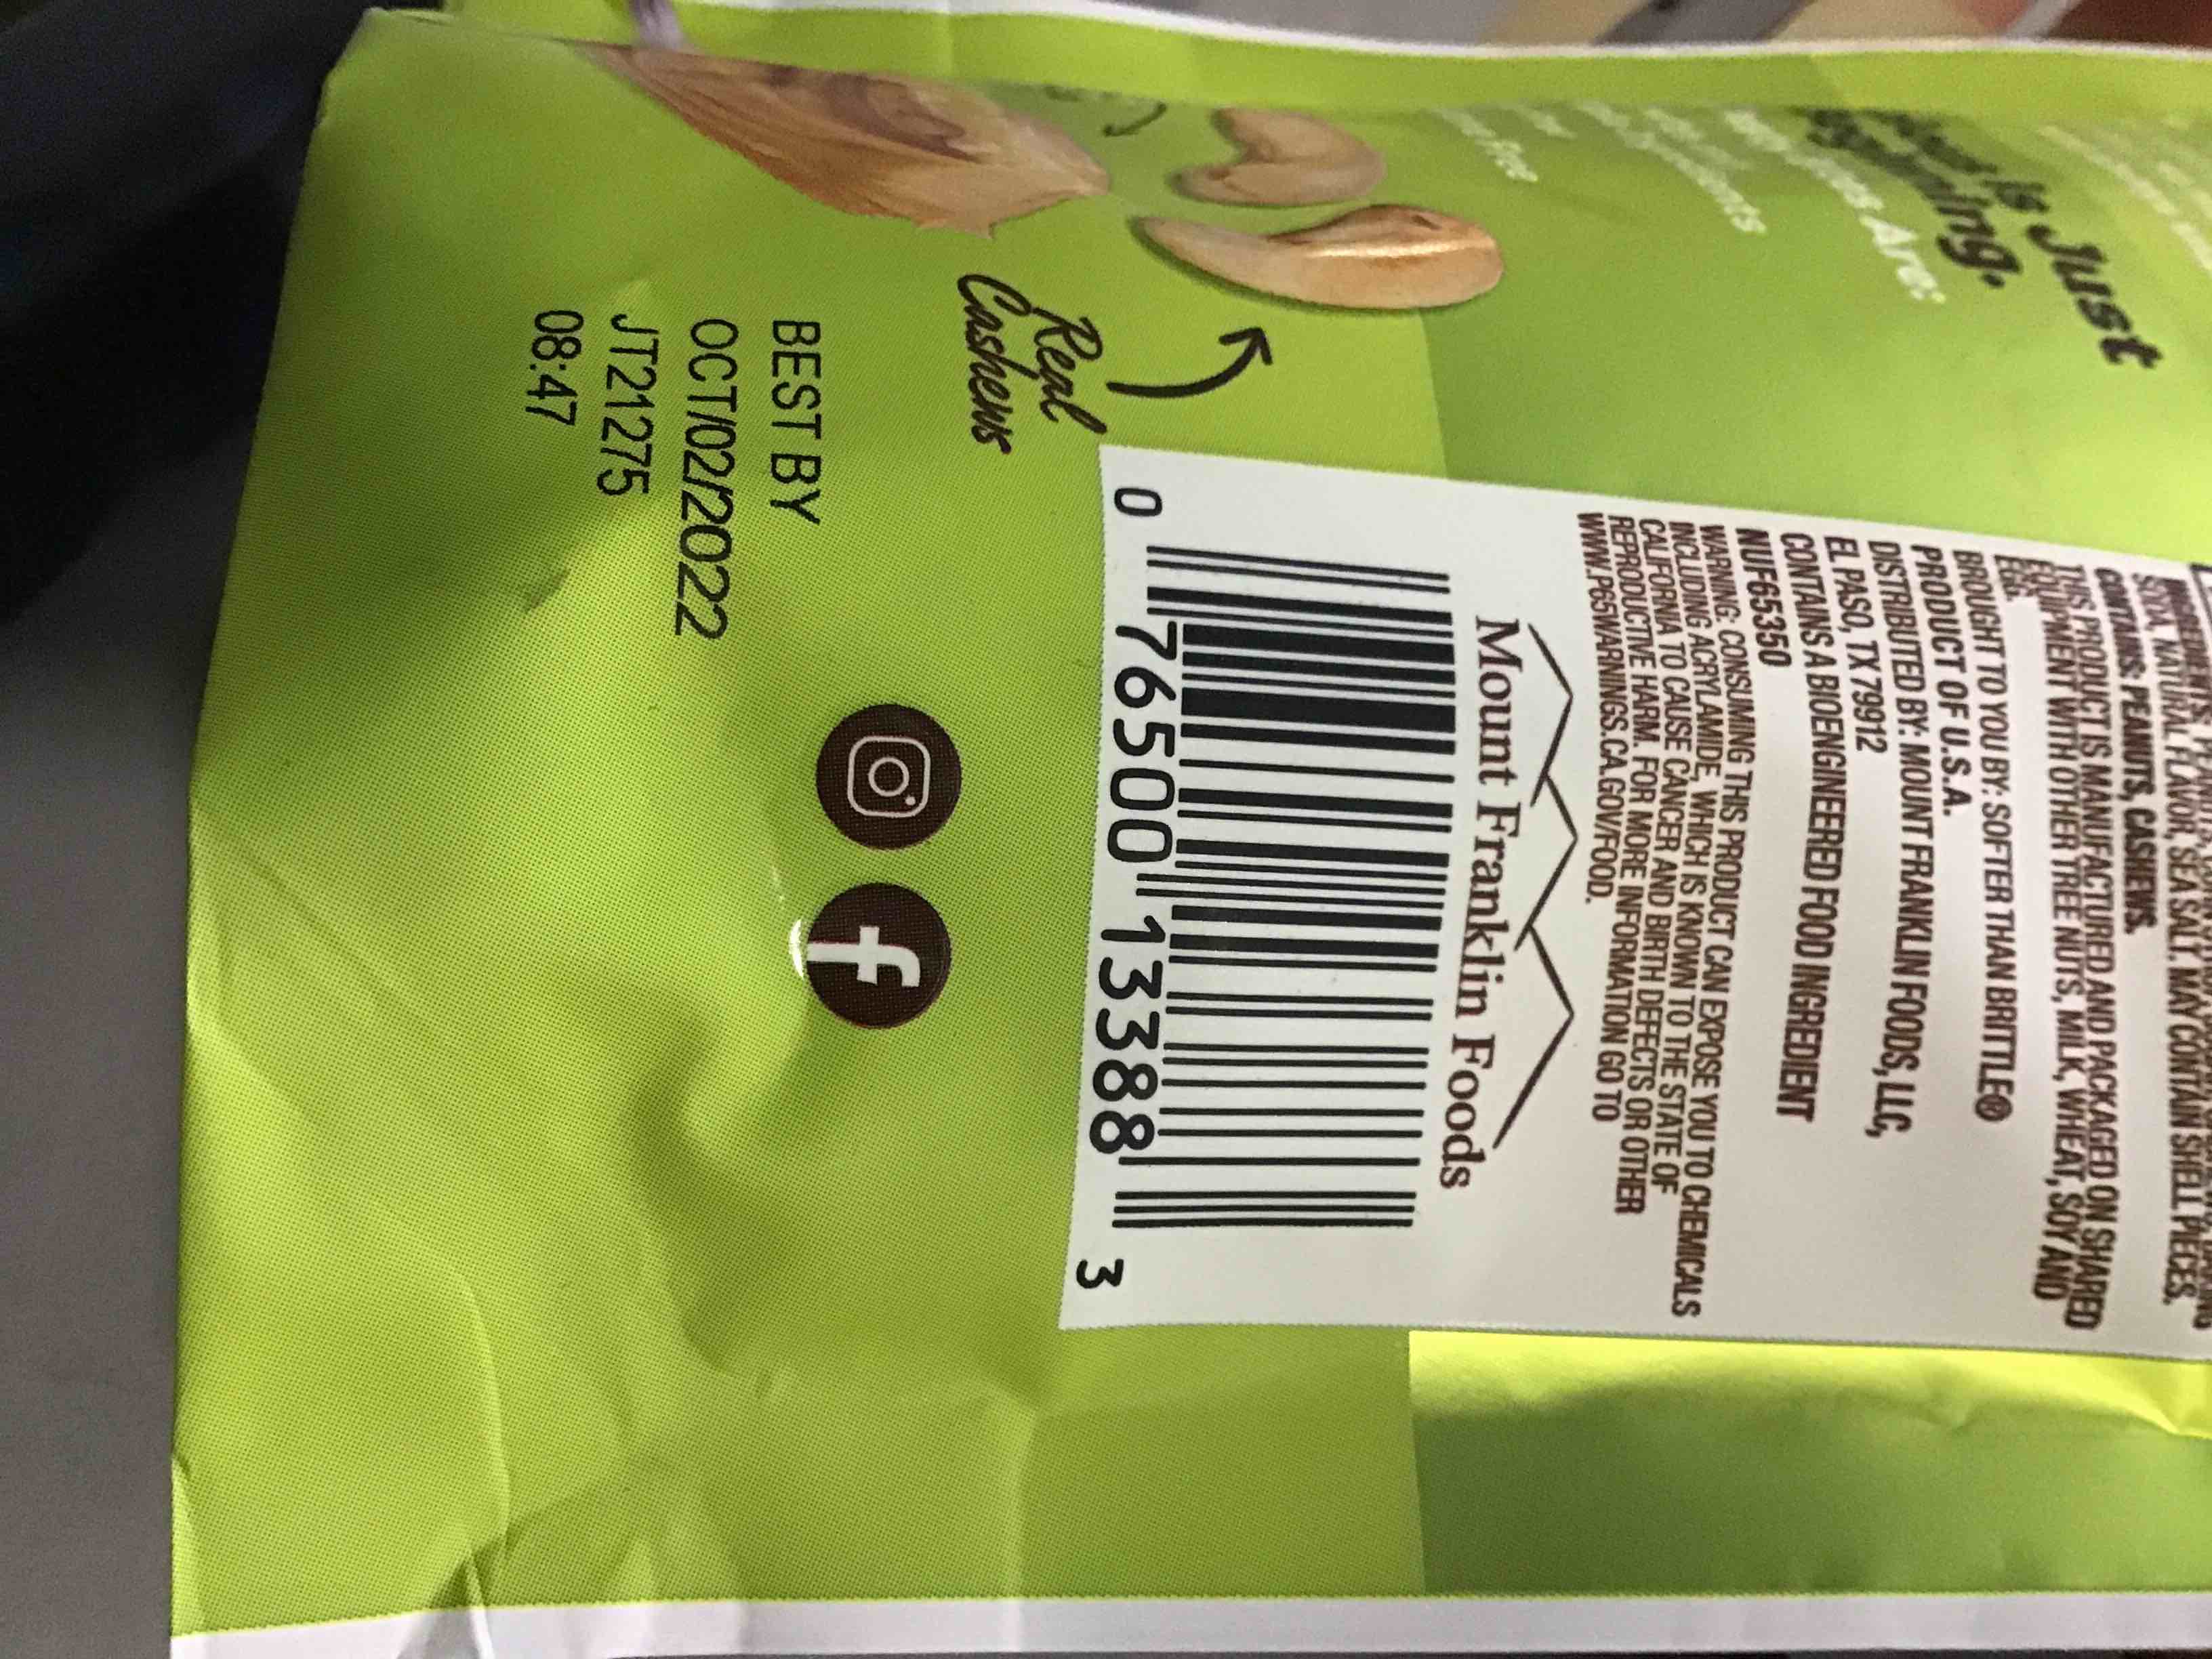 Just
Are:
INGREDIENTS:
SODA, NATURAL FLAVOR, SEA SALT. MAY CONTAIN SHELL PIECES.
CONTAINS: PEANUTS, CASHEWS.
THIS PRODUCT IS MANUFACTURED AND PACKAGED ON SHARED
EQUIPMENT WITH OTHER TREE NUTS, MILK, WHEAT, SOY AND
EGG.
BROUGHT TO YOU BY: SOFTER THAN BRITTLE®
PRODUCT OF U.S.A.
DISTRIBUTED BY: MOUNT FRANKLIN FOODS, LLC,
EL PASO, TX 79912
CONTAINS A BIOENGINEERED FOOD INGREDIENT
NUF65350
WARNING: CONSUMING THIS PRODUCT CAN EXPOSE YOU TO CHEMICALS
INCLUDING ACRYLAMIDE, WHICH IS KNOWN TO THE STATE OF
CALIFORNIA TO CAUSE CANCER AND BIRTH DEFECTS OR OTHER
REPRODUCTIVE HARM. FOR MORE INFORMATION GO TO
WWW.P65WARNINGS.CA.GOV/FOOD.
Mount Franklin Foods
0 76500 13388 3
Real
Cashews
BEST BY
OCT/02/2022
JT21275
08:47